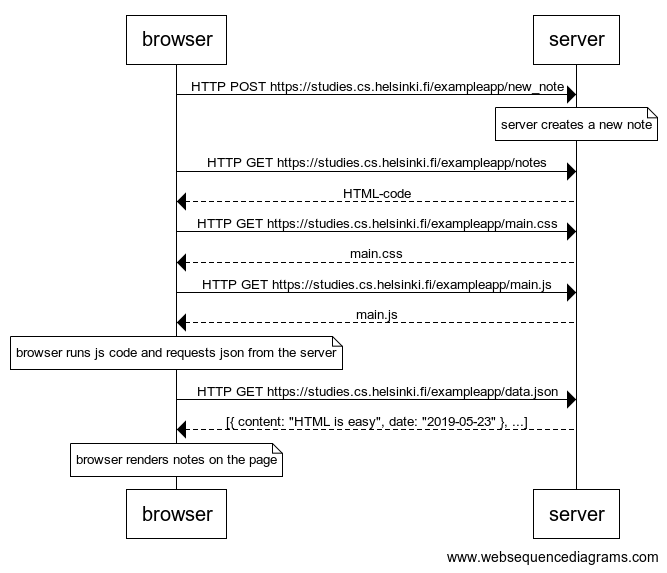 browser
server
HTTP POST https://studies.cs.helsinki.fi/exampleapp/new_note
server creates a new note
HTTP GET https://studies.cs.helsinki.fi/exampleapp/notes
HTML-code
HTTP GET https://studies.cs.helsinki.fi/exampleapp/main.css
main.css
HTTP GET https://studies.cs.helsinki.fi/exampleapp/main.js
main.js
browser runs js code and requests json from the server
HTTP GET https://studies.cs.helsinki.fi/exampleapp/data.json
[{ content: "HTML is easy", date: "2019-05-23" }, ...]
browser renders notes on the page
browser
server
www.websequencediagrams.com